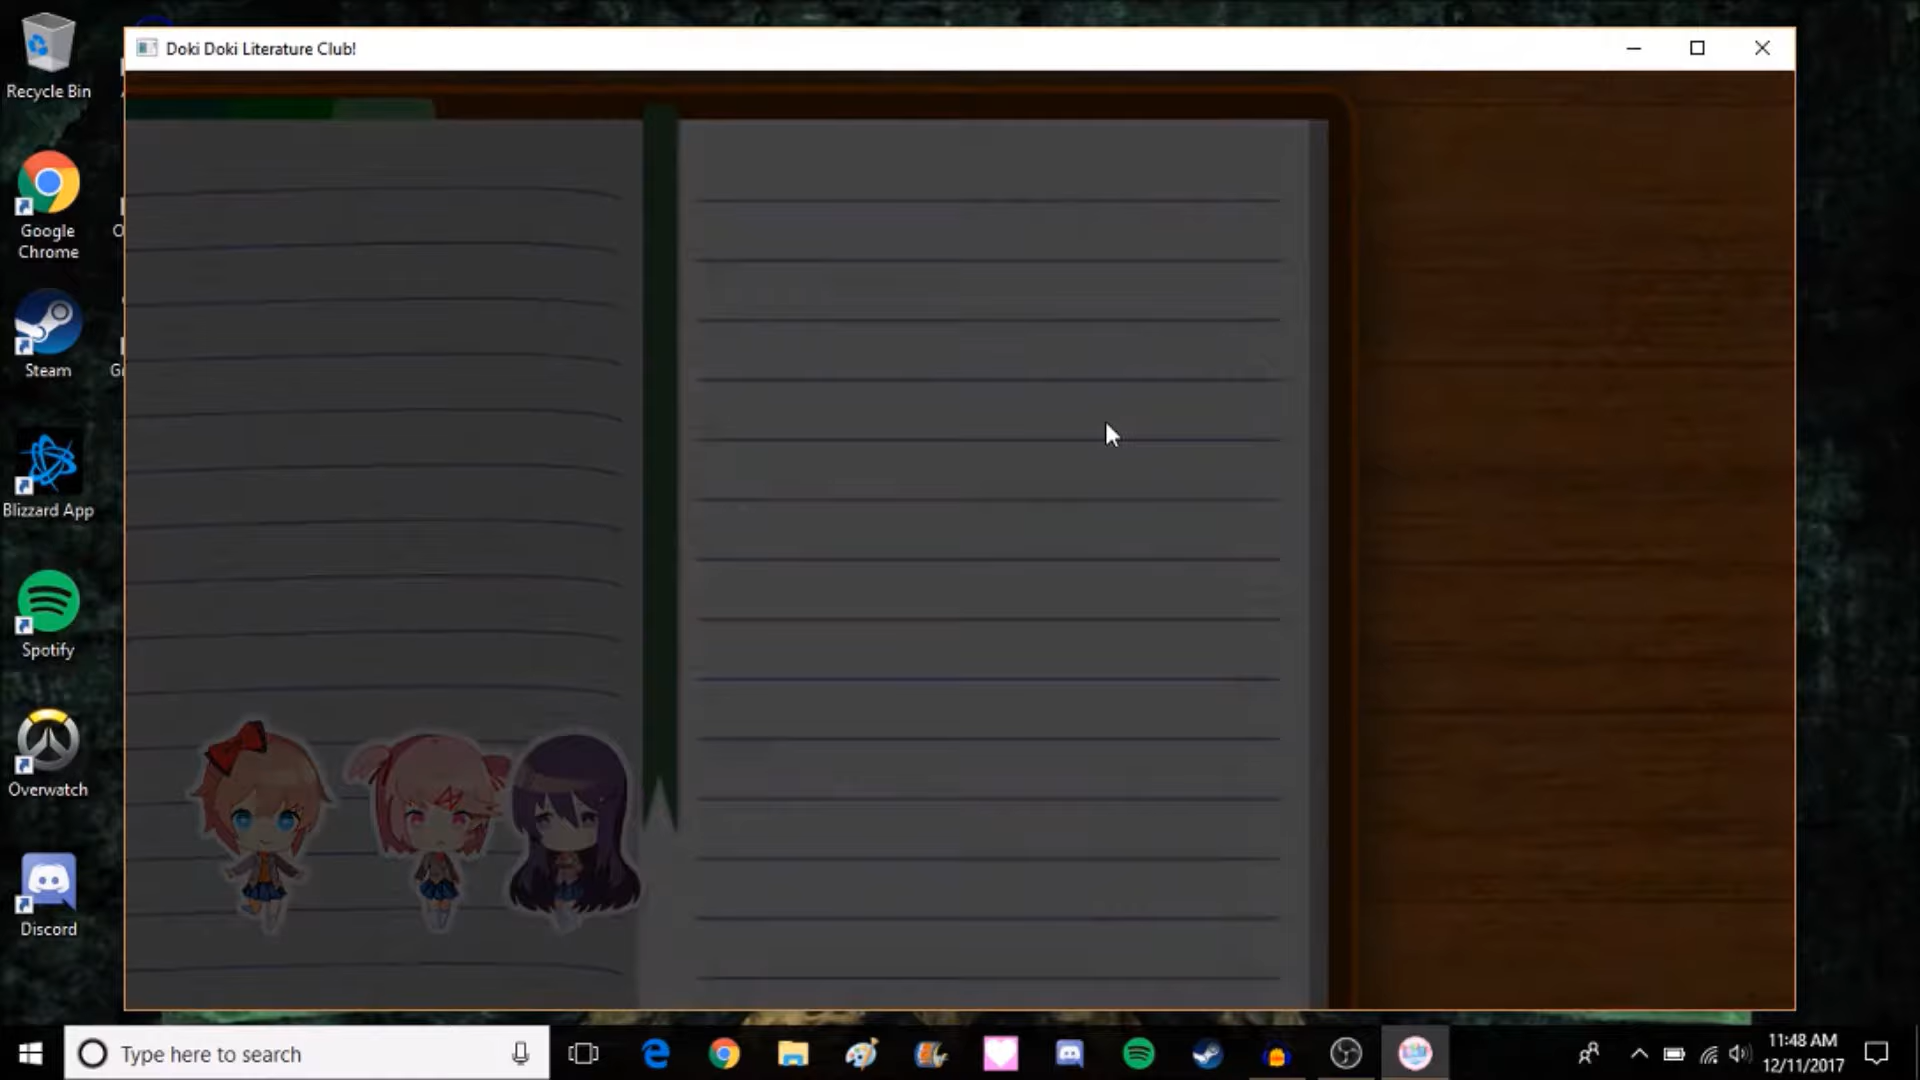 Doki Doki Literature Club!
Recycle Bin
Google
Chrome
Steam
Blizzard App
Spotify
Overwatch
Discord
Type here to search
11:48 AM
12/11/2017